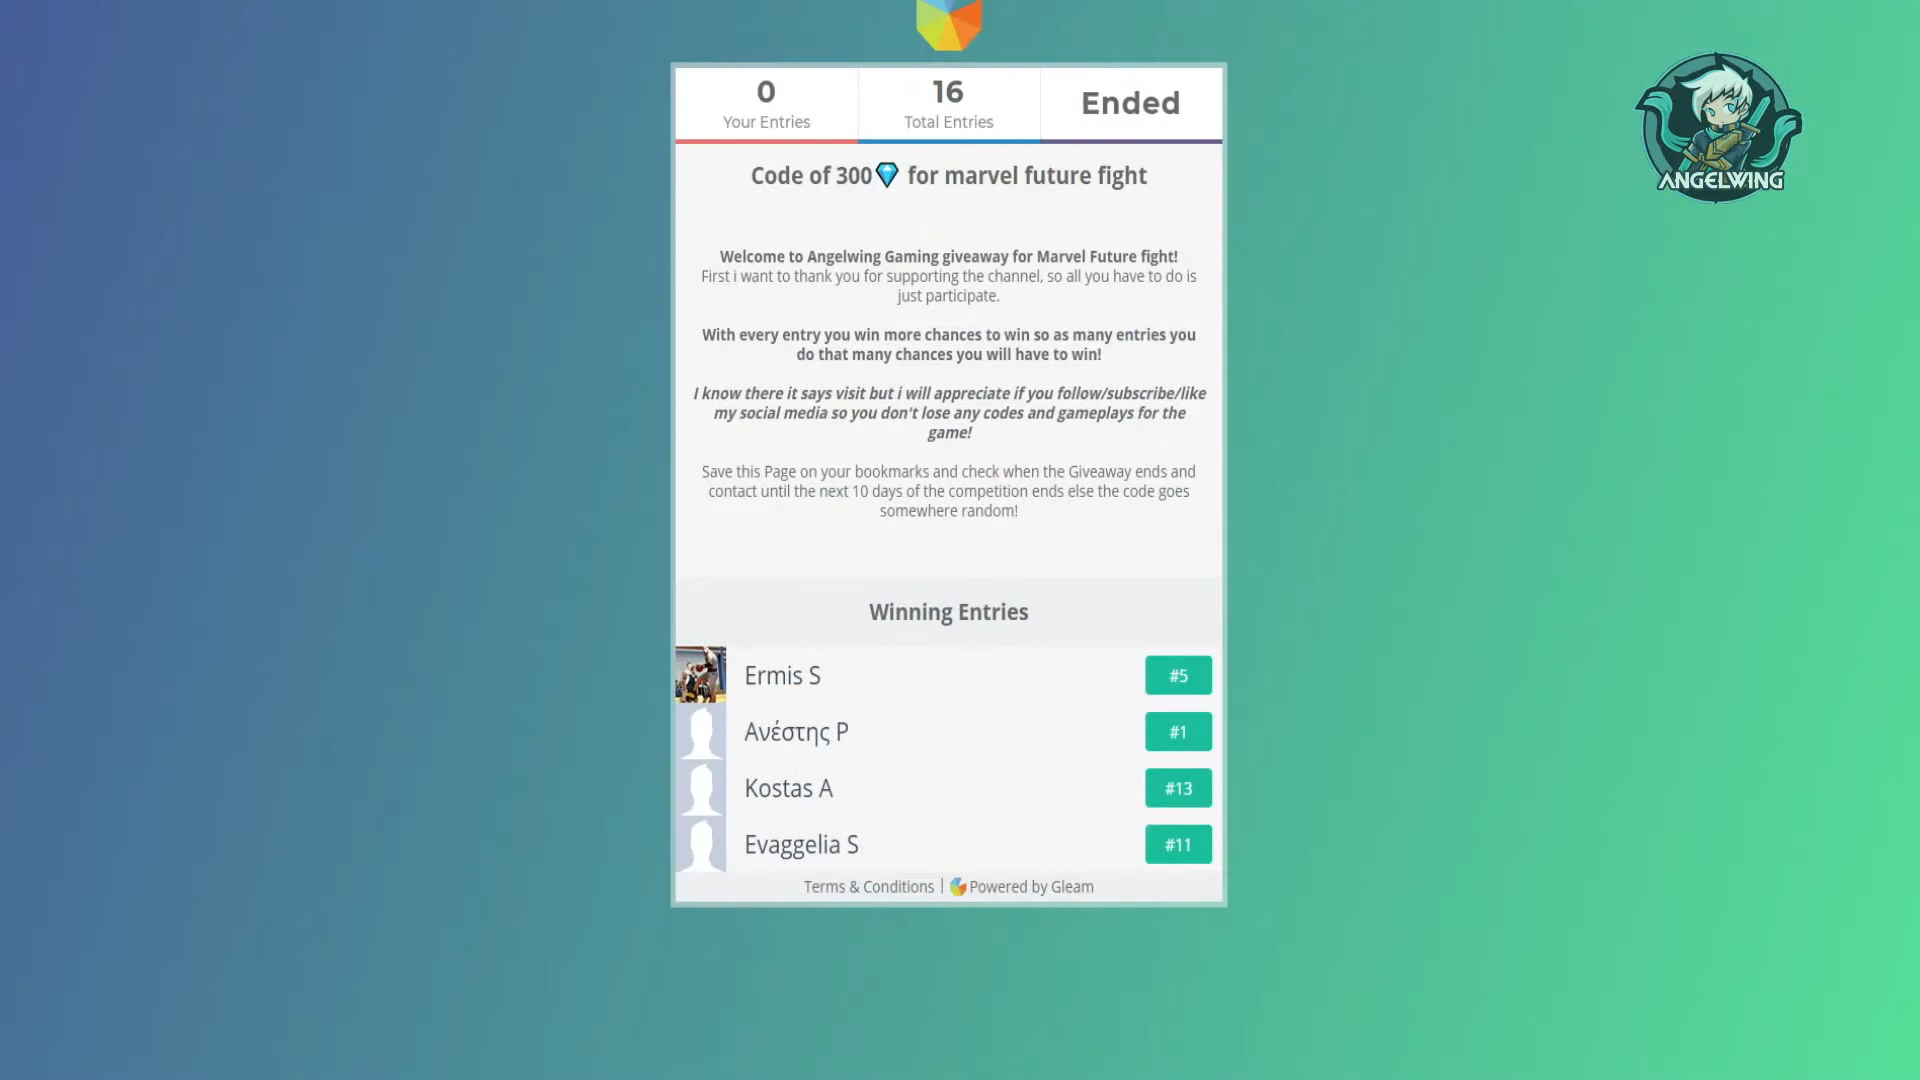 0
Your Entries
16
Total Entries
Ended
ANGELWING
Code of 300💎 for marvel future fight
Welcome to Angelwing Gaming giveaway for Marvel Future fight!
First i want to thank you for supporting the channel, so all you have to do is
just participate.
With every entry you win more chances to win so as many entries you
do that many chances you will have to win!
I know there it says visit but i will appreciate if you follow/subscribe/like
my social media so you don't lose any codes and gameplays for the
game!
Save this Page on your bookmarks and check when the Giveaway ends and
contact until the next 10 days of the competition ends else the code goes
somewhere random!
Winning Entries
Ermis S
#5
Ανέστης Ρ
#1
Kostas A
#13
Evaggelia S
#11
Terms & Conditions | Powered by Gleam